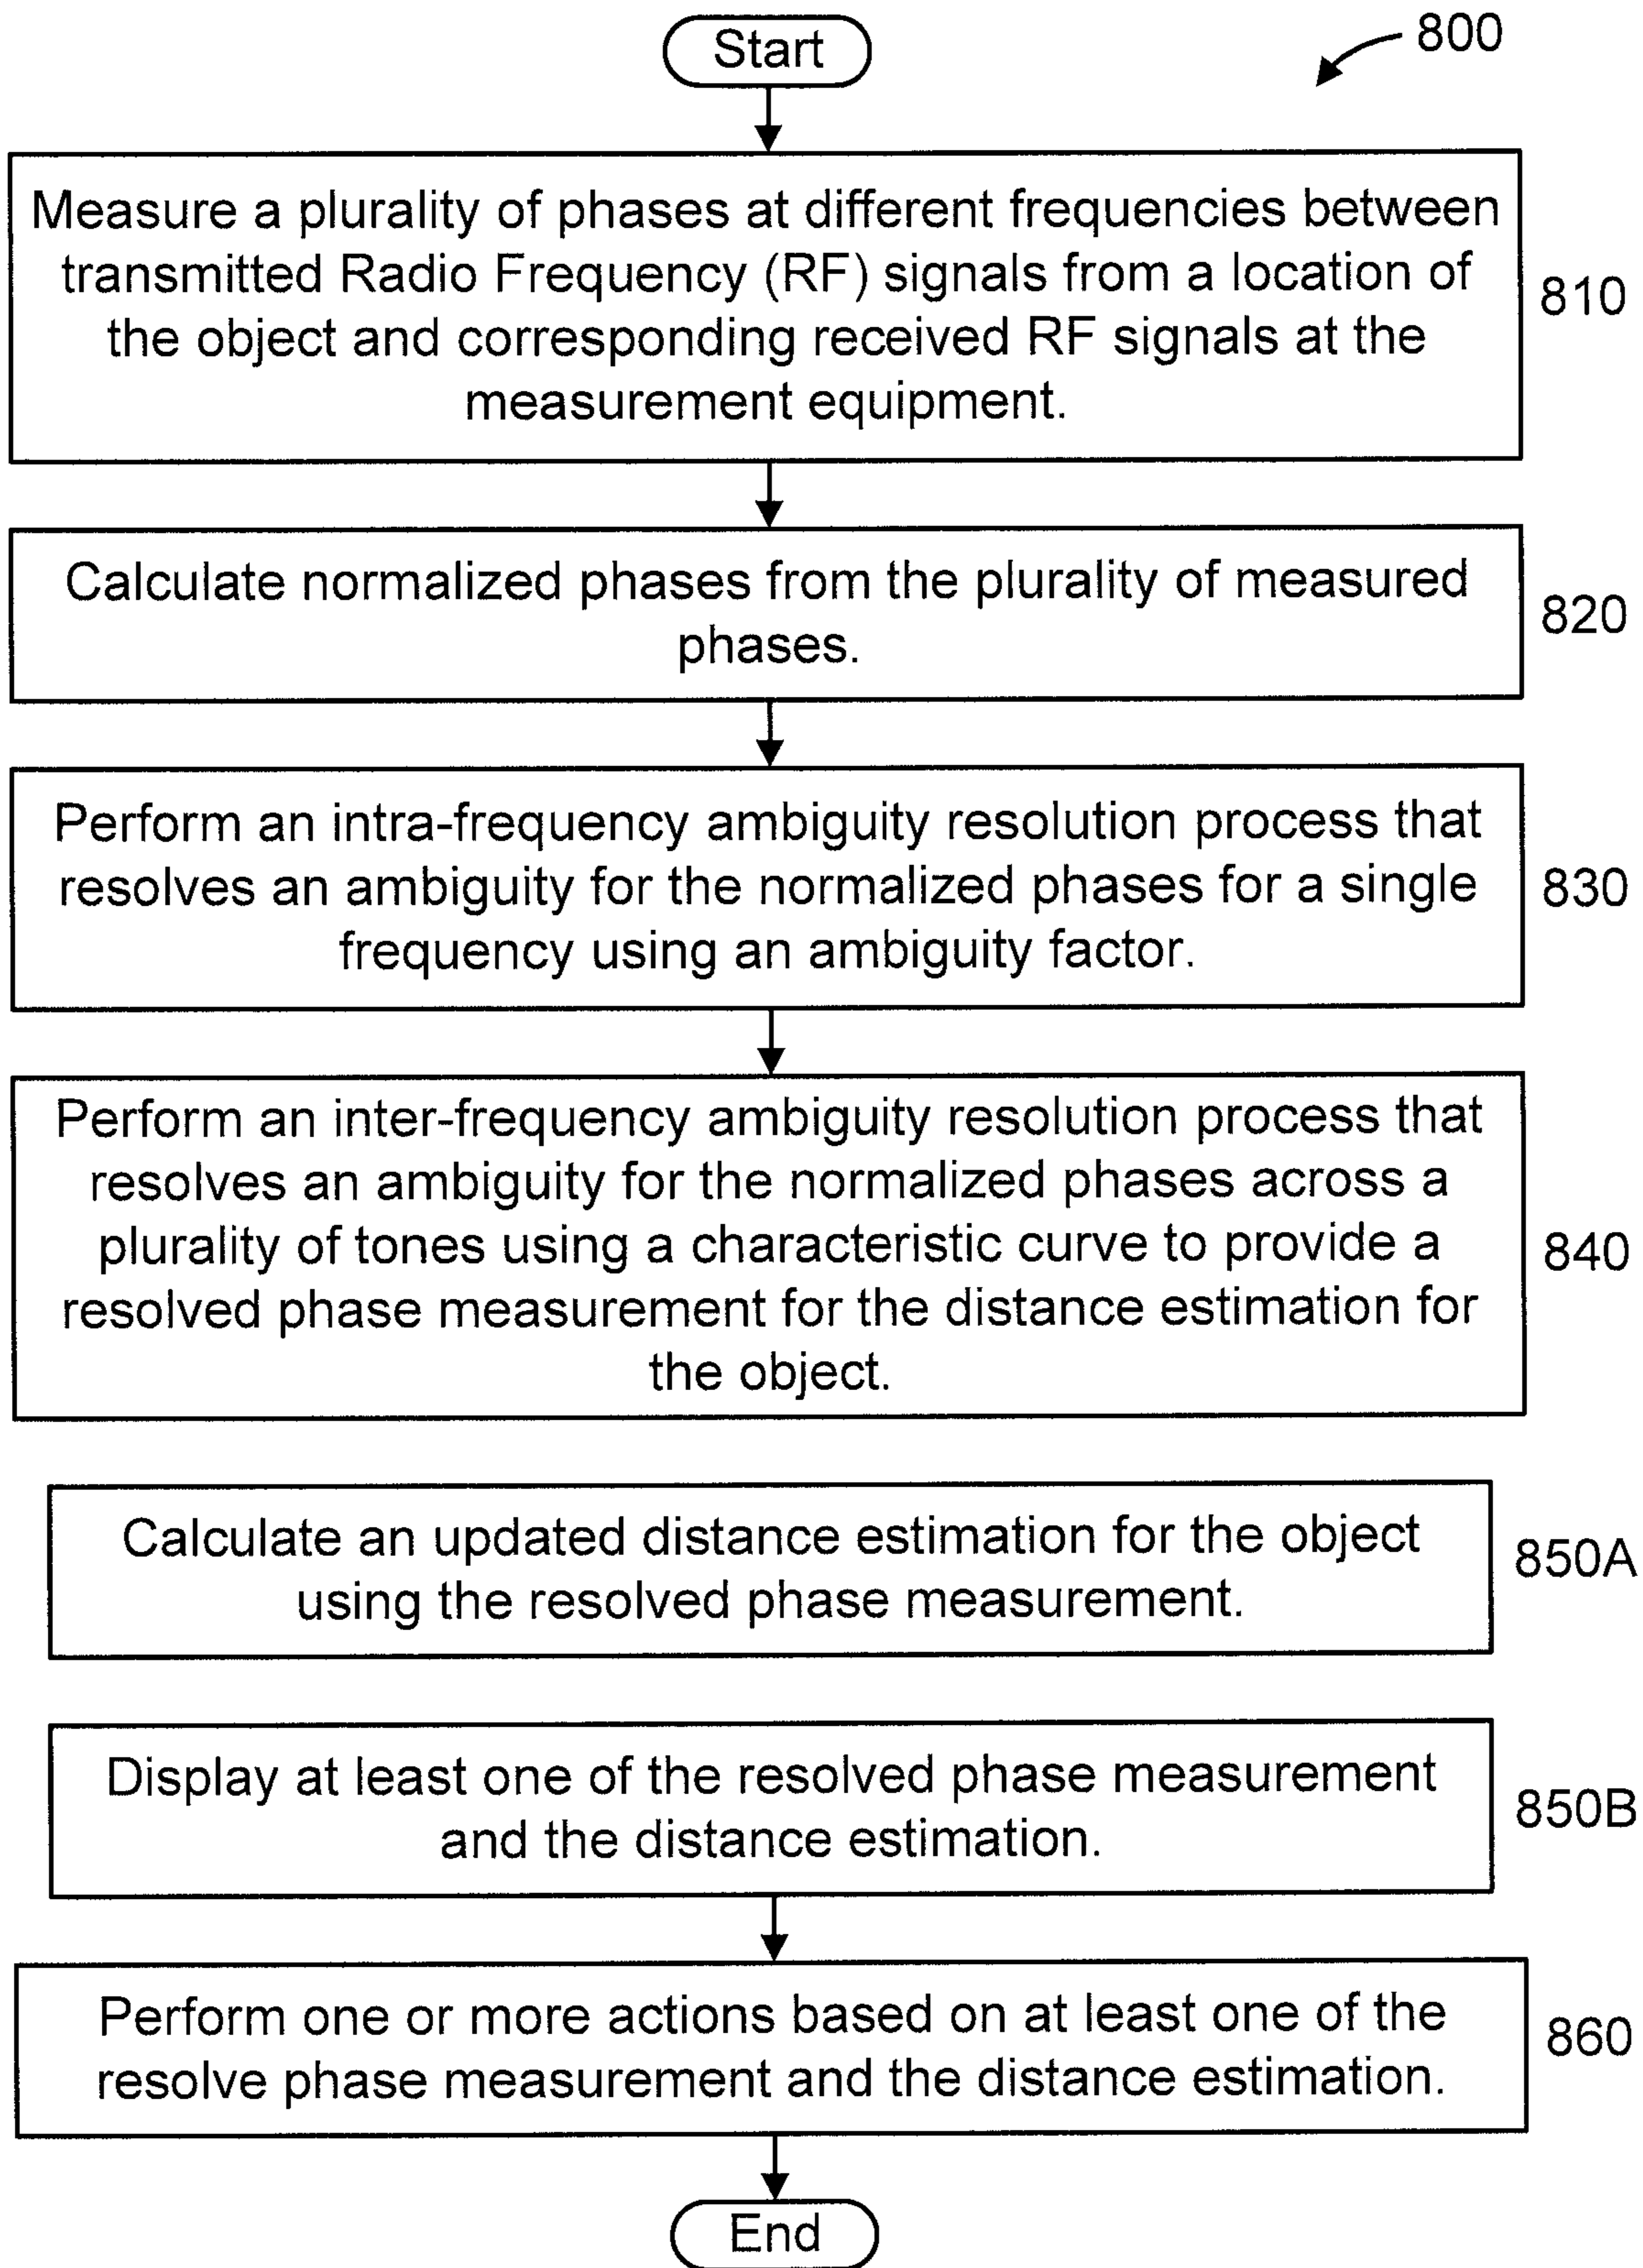 Start
800
Measure a plurality of phases at different frequencies between
transmitted Radio Frequency (RF) signals from a location of
the object and corresponding received RF signals at the
measurement equipment.
810
Calculate normalized phases from the plurality of measured
phases.
820
Perform an intra-frequency ambiguity resolution process that
resolves an ambiguity for the normalized phases for a single
frequency using an ambiguity factor.
830
Perform an inter-frequency ambiguity resolution process that
resolves an ambiguity for the normalized phases across a
plurality of tones using a characteristic curve to provide a
resolved phase measurement for the distance estimation for
the object.
840
Calculate an updated distance estimation for the object
using the resolved phase measurement.
850A
Display at least one of the resolved phase measurement
and the distance estimation.
850B
Perform one or more actions based on at least one of the
resolve phase measurement and the distance estimation.
860
End